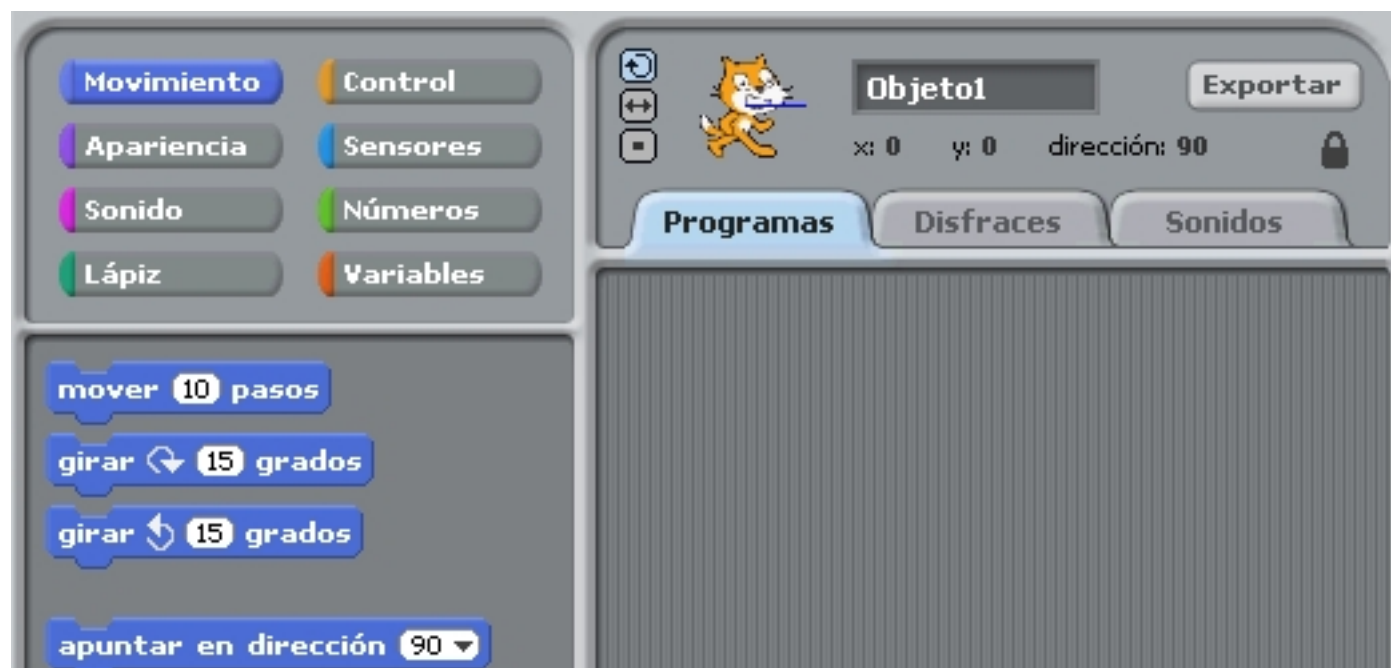 Movimiento
Control
Apariencia
Sensores
Sonido
Números
Lápiz
Variables
mover 10 pasos
girar 15 grados
girar 15 grados
apuntar en dirección 90
Objeto1
Exportar
x: 0 y: 0 dirección: 90
Programas
Disfraces
Sonidos